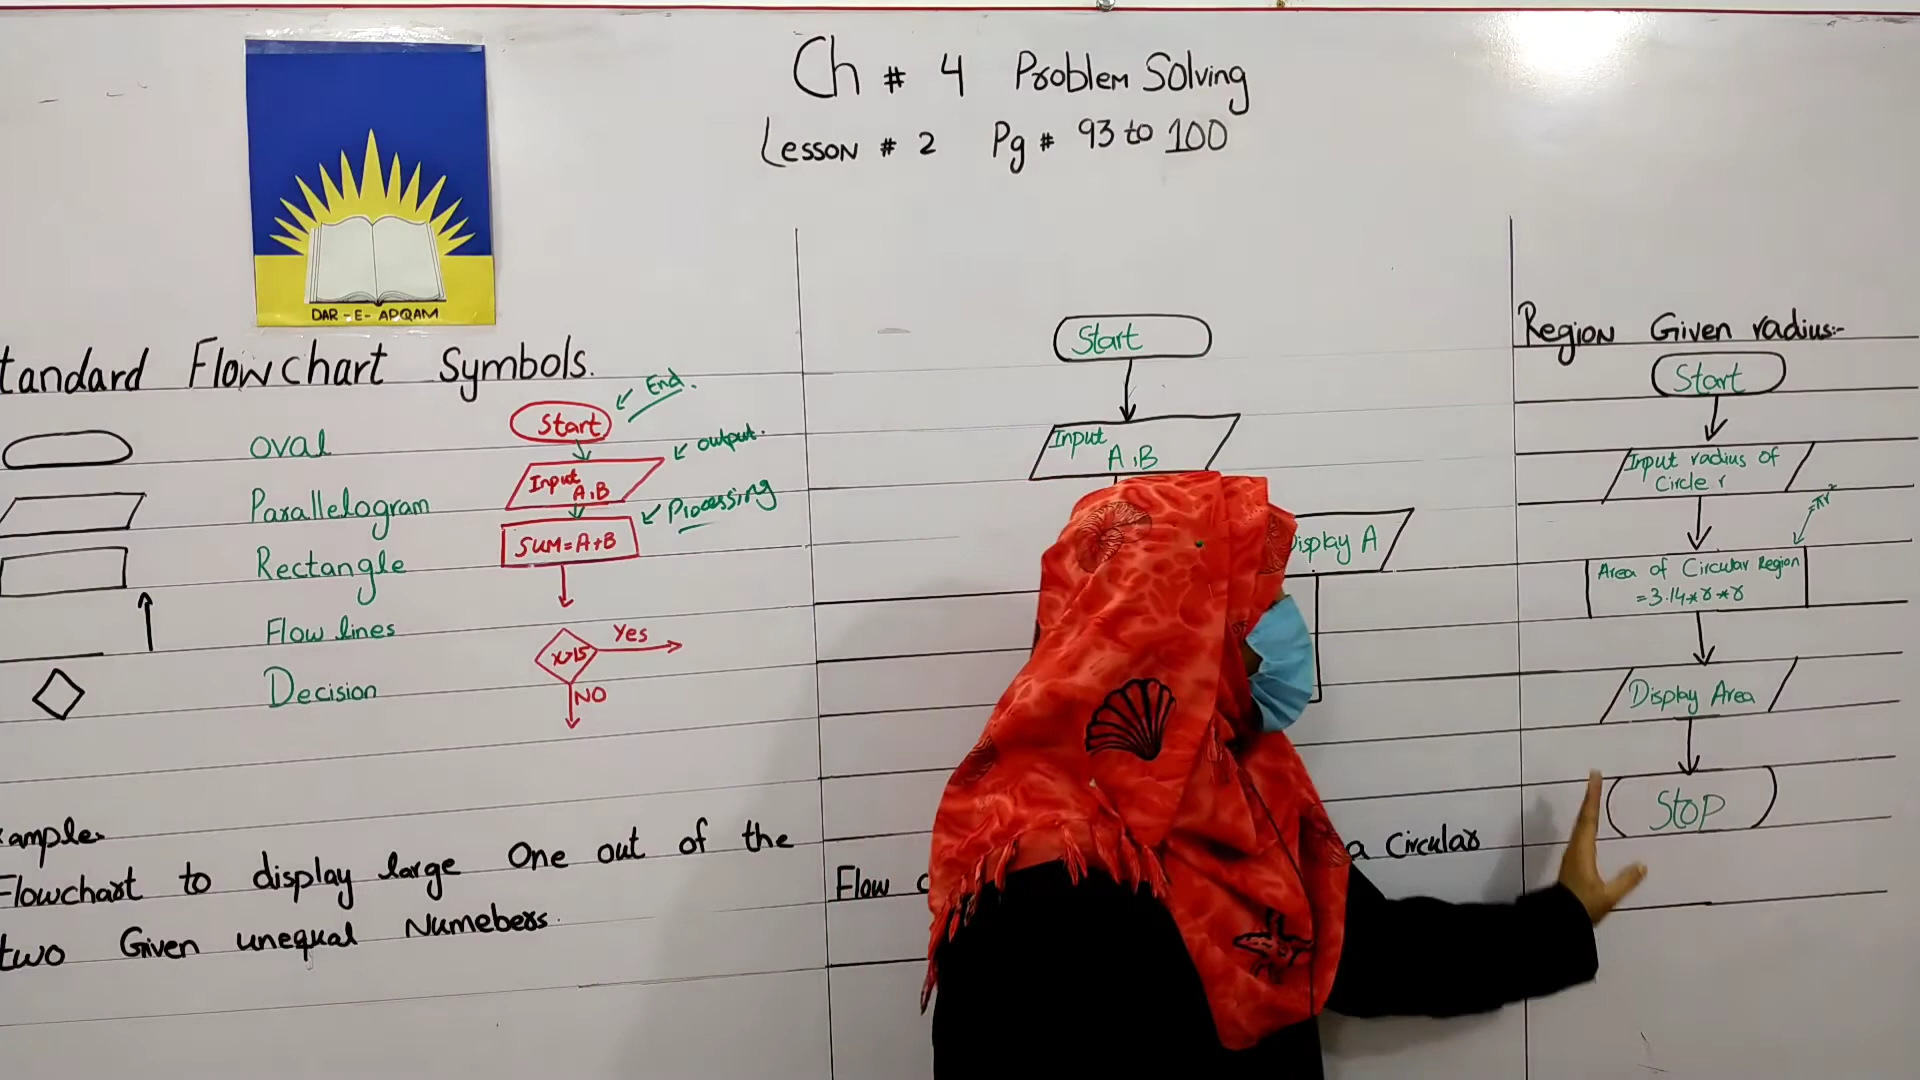 Ch # 4 Problem Solving
Lesson # 2 Pg # 93 to 100
DAR-E-ARQAM
tandard Flowchart Symbols.
oval
Parallelogram
Rectangle
Flow lines
Decision
Start
End.
Input
A,B
output.
SUM=A+B
Processing
x>15
Yes
NO
ample
Flowchart to display large One out of the
two Given unequal Numebers.
Start
Input
A,B
Display A
Flow
a Circular
Region Given radius:-
Start
Input radius of
Circle r
=πr²
Area of Circular Region
=3.14*r*r
Display Area
Stop